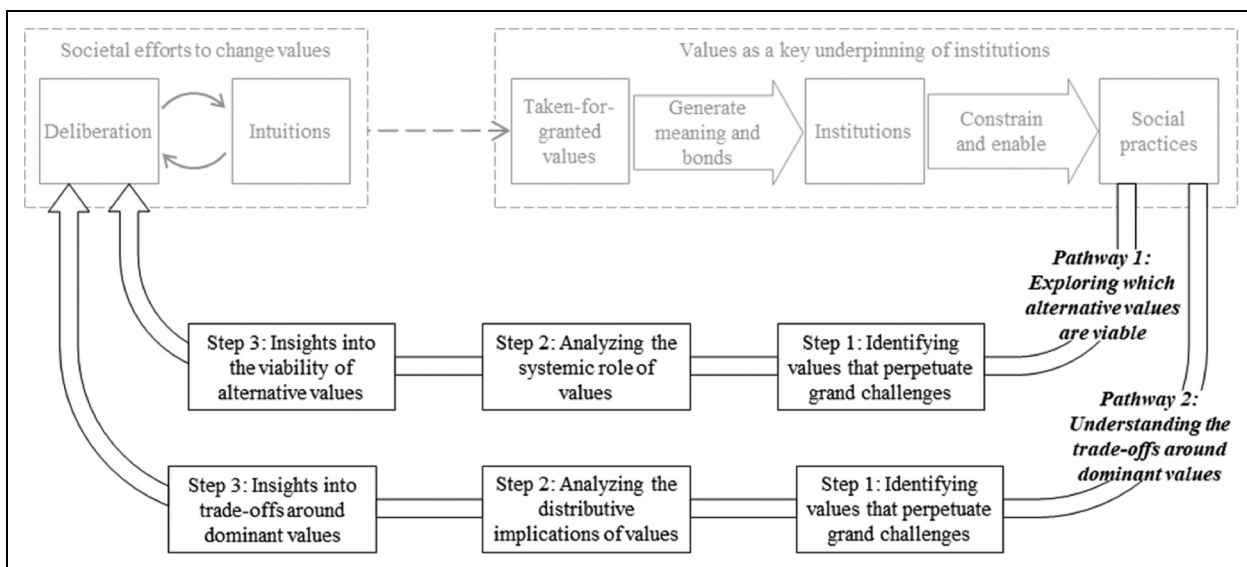 Societal efforts to change values
Values as a key underpinning of institutions
Deliberation
Intuitions
Taken-for-
granted
values
Generate
meaning and
bonds
Institutions
Constrain
and enable
Social
practices
Pathway 1:
Exploring which
alternative values
are viable
Step 3: Insights into
the viability of
alternative values
Step 2: Analyzing the
systemic role of
values
Step 1: Identifying
values that perpetuate
grand challenges
Pathway 2:
Understanding the
trade-offs around
dominant values
Step 3: Insights into
trade-offs around
dominant values
Step 2: Analyzing the
distributive
implications of values
Step 1: Identifying
values that perpetuate
grand challenges